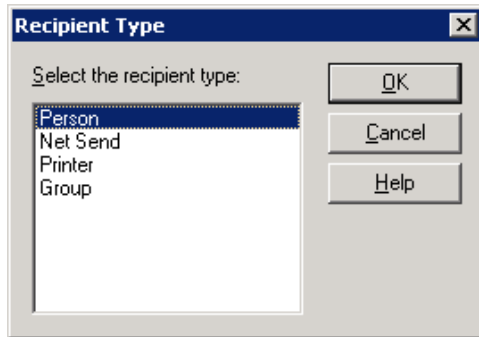 Recipient Type
Select the recipient type:
Person
Net Send
Printer
Group
OK
Cancel
Help